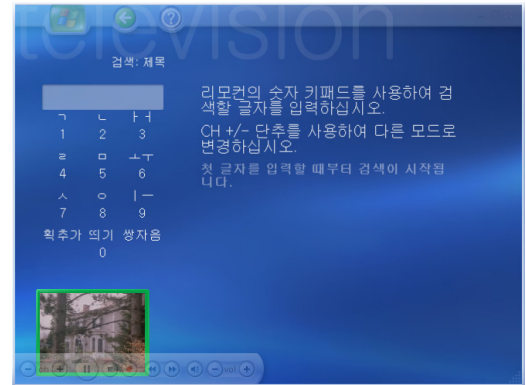 television
검색: 제목
리모컨의 숫자 키패드를 사용하여 검
색할 글자를 입력하십시오.
CH +/- 단추를 사용하여 다른 모드로
변경하십시오.
첫 글자를 입력할 때부터 검색이 시작됩
니다.
ㄱ ㄴ ㅏㅓ
1 2 3
ㄹ ㅁ ㅗㅜ
4 5 6
ㅅ ㅇ ㅣㅡ
7 8 9
획추가 띄기 쌍자음
0
- ch +
- vol +